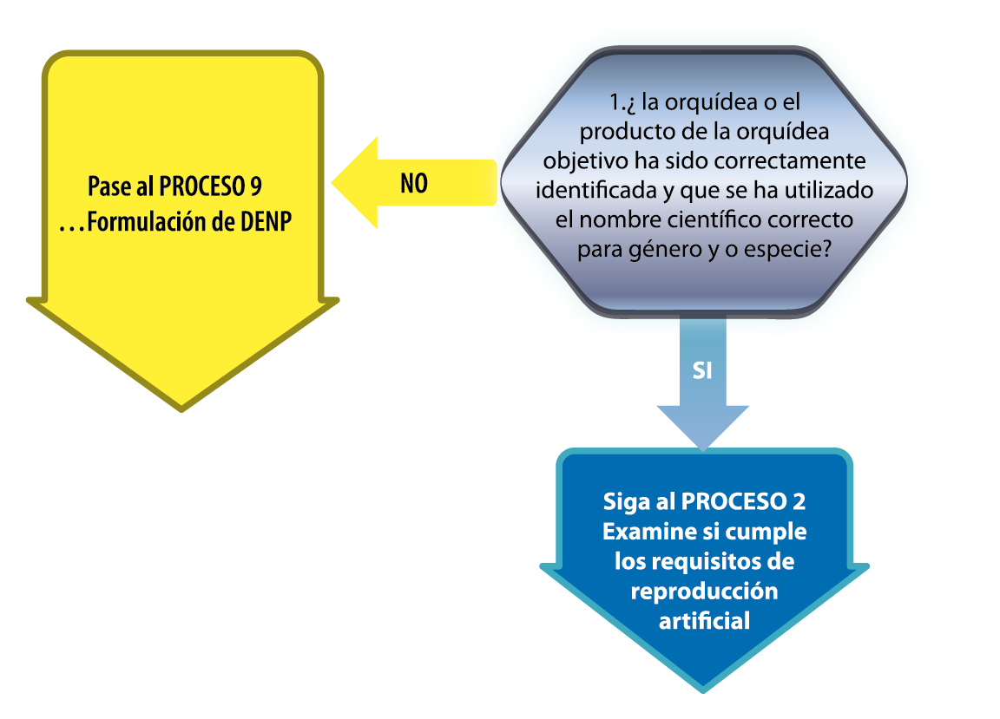 1.¿ la orquídea o el
producto de la orquídea
objetivo ha sido correctamente
identificada y que se ha utilizado
el nombre científico correcto
para género y o especie?
NO
Pase al PROCESO 9
...Formulación de DENP
SI
Siga al PROCESO 2
Examine si cumple
los requisitos de
reproducción
artificial